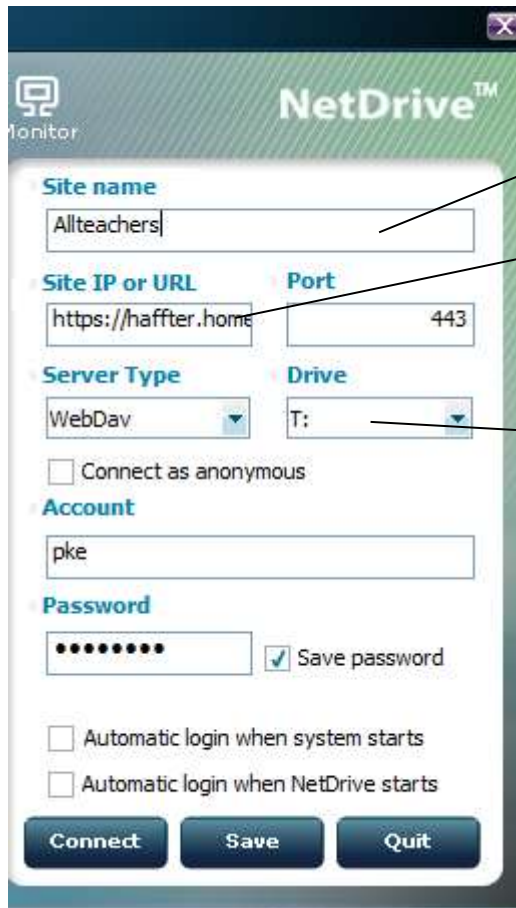 NetDrive™
Monitor
Site name
Allteachers
Site IP or URL Port
https://haffter.home 443
Server Type Drive
WebDav T:
Connect as anonymous
Account
pke
Password
•••••••• Save password
Automatic login when system starts
Automatic login when NetDrive starts
Connect Save Quit